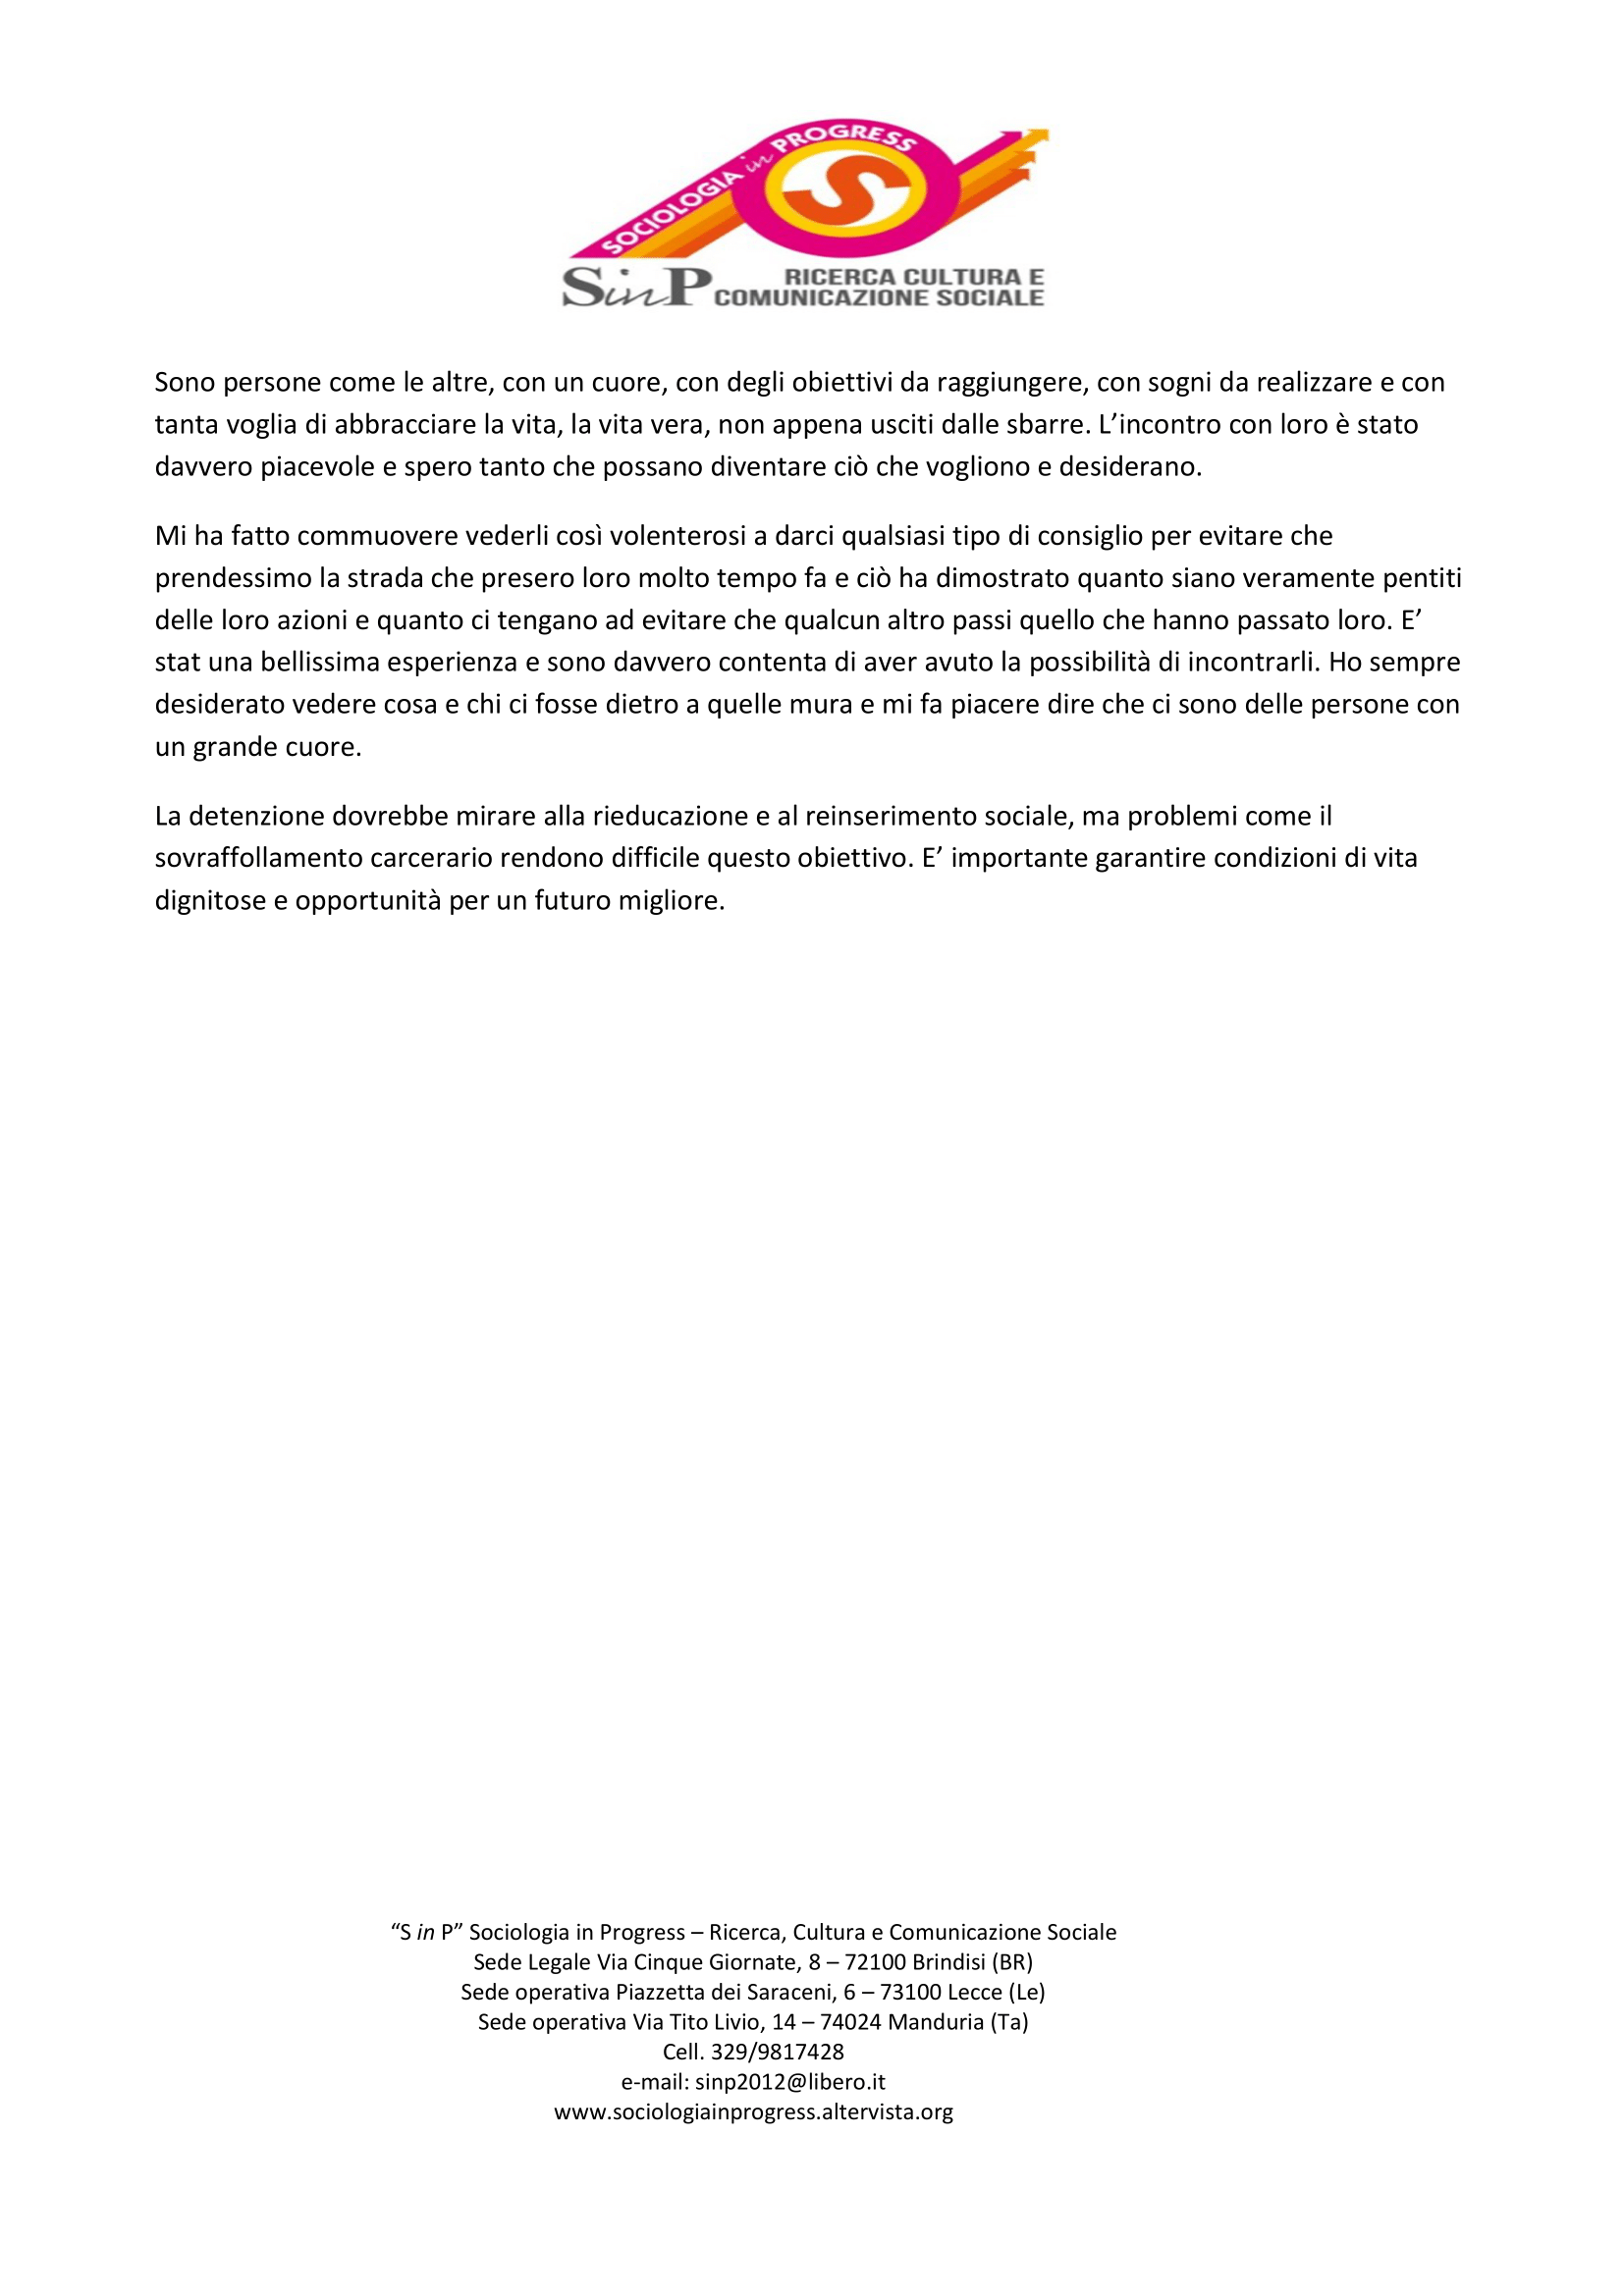 SOCIOLOGIA in PROGRESS
S
SinP RICERCA CULTURA E
COMUNICAZIONE SOCIALE
Sono persone come le altre, con un cuore, con degli obiettivi da raggiungere, con sogni da realizzare e con
tanta voglia di abbracciare la vita, la vita vera, non appena usciti dalle sbarre. L’incontro con loro è stato
davvero piacevole e spero tanto che possano diventare ciò che vogliono e desiderano.
Mi ha fatto commuovere vederli così volenterosi a darci qualsiasi tipo di consiglio per evitare che
prendessimo la strada che presero loro molto tempo fa e ciò ha dimostrato quanto siano veramente pentiti
delle loro azioni e quanto ci tengano ad evitare che qualcun altro passi quello che hanno passato loro. E’
stat una bellissima esperienza e sono davvero contenta di aver avuto la possibilità di incontrarli. Ho sempre
desiderato vedere cosa e chi ci fosse dietro a quelle mura e mi fa piacere dire che ci sono delle persone con
un grande cuore.
La detenzione dovrebbe mirare alla rieducazione e al reinserimento sociale, ma problemi come il
sovraffollamento carcerario rendono difficile questo obiettivo. E’ importante garantire condizioni di vita
dignitose e opportunità per un futuro migliore.
“S in P” Sociologia in Progress – Ricerca, Cultura e Comunicazione Sociale
Sede Legale Via Cinque Giornate, 8 – 72100 Brindisi (BR)
Sede operativa Piazzetta dei Saraceni, 6 – 73100 Lecce (Le)
Sede operativa Via Tito Livio, 14 – 74024 Manduria (Ta)
Cell. 329/9817428
e-mail: sinp2012@libero.it
www.sociologiainprogress.altervista.org